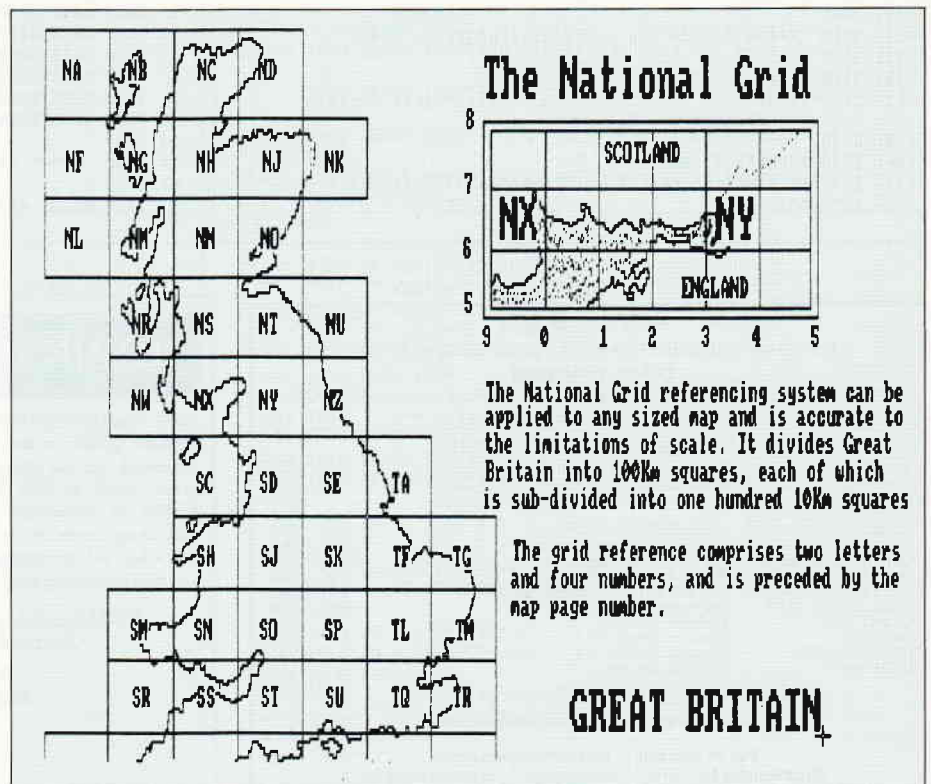 The National Grid
NA NB NC ND
NF NG NH NJ NK
NL NM NN NO
NR NS NT NU
NW NX NY NZ
SC SD SE TA
SH SJ SK TF TG
SM SN SO SP TL TM
SR SS ST SU TQ TR
8
SCOTLAND
7
NX NY
6
ENGLAND
5
9 0 1 2 3 4 5
The National Grid referencing system can be
applied to any sized map and is accurate to
the limitations of scale. It divides Great
Britain into 100Km squares, each of which
is sub-divided into one hundred 10Km squares
The grid reference comprises two letters
and four numbers, and is preceded by the
map page number.
GREAT BRITAIN